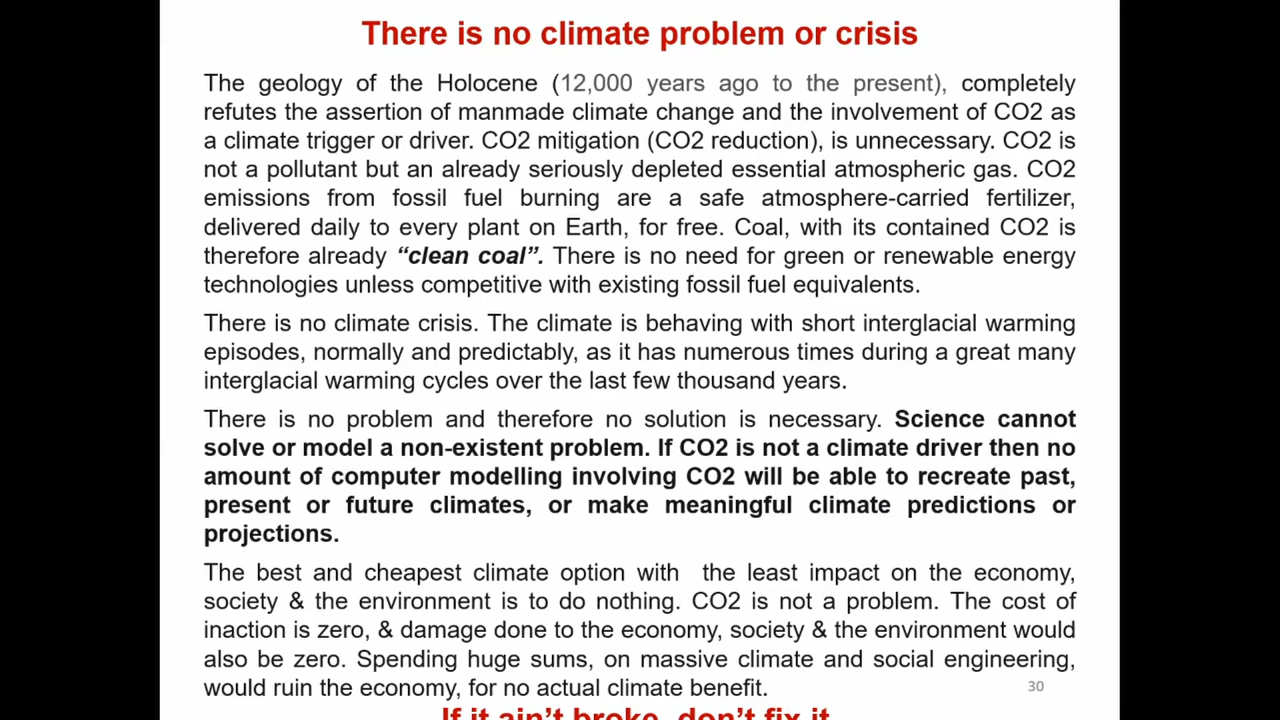 There is no climate problem or crisis
The geology of the Holocene (12,000 years ago to the present), completely
refutes the assertion of manmade climate change and the involvement of CO2 as
a climate trigger or driver. CO2 mitigation (CO2 reduction), is unnecessary. CO2 is
not a pollutant but an already seriously depleted essential atmospheric gas. CO2
emissions from fossil fuel burning are a safe atmosphere-carried fertilizer,
delivered daily to every plant on Earth, for free. Coal, with its contained CO2 is
therefore already “clean coal”. There is no need for green or renewable energy
technologies unless competitive with existing fossil fuel equivalents.
There is no climate crisis. The climate is behaving with short interglacial warming
episodes, normally and predictably, as it has numerous times during a great many
interglacial warming cycles over the last few thousand years.
There is no problem and therefore no solution is necessary. Science cannot
solve or model a non-existent problem. If CO2 is not a climate driver then no
amount of computer modelling involving CO2 will be able to recreate past,
present or future climates, or make meaningful climate predictions or
projections.
The best and cheapest climate option with the least impact on the economy,
society & the environment is to do nothing. CO2 is not a problem. The cost of
inaction is zero, & damage done to the economy, society & the environment would
also be zero. Spending huge sums, on massive climate and social engineering,
would ruin the economy, for no actual climate benefit.
30
If it ain’t broke, don’t fix it